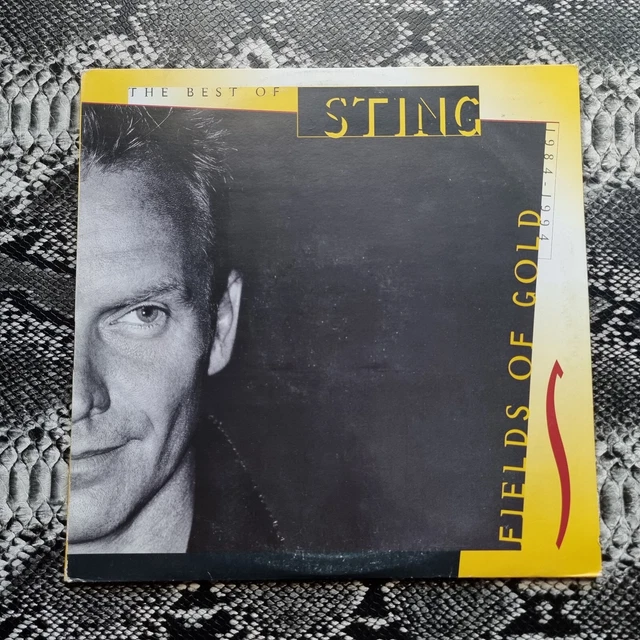 THE BEST OF
STING
1984-1994
FIELDS OF GOLD